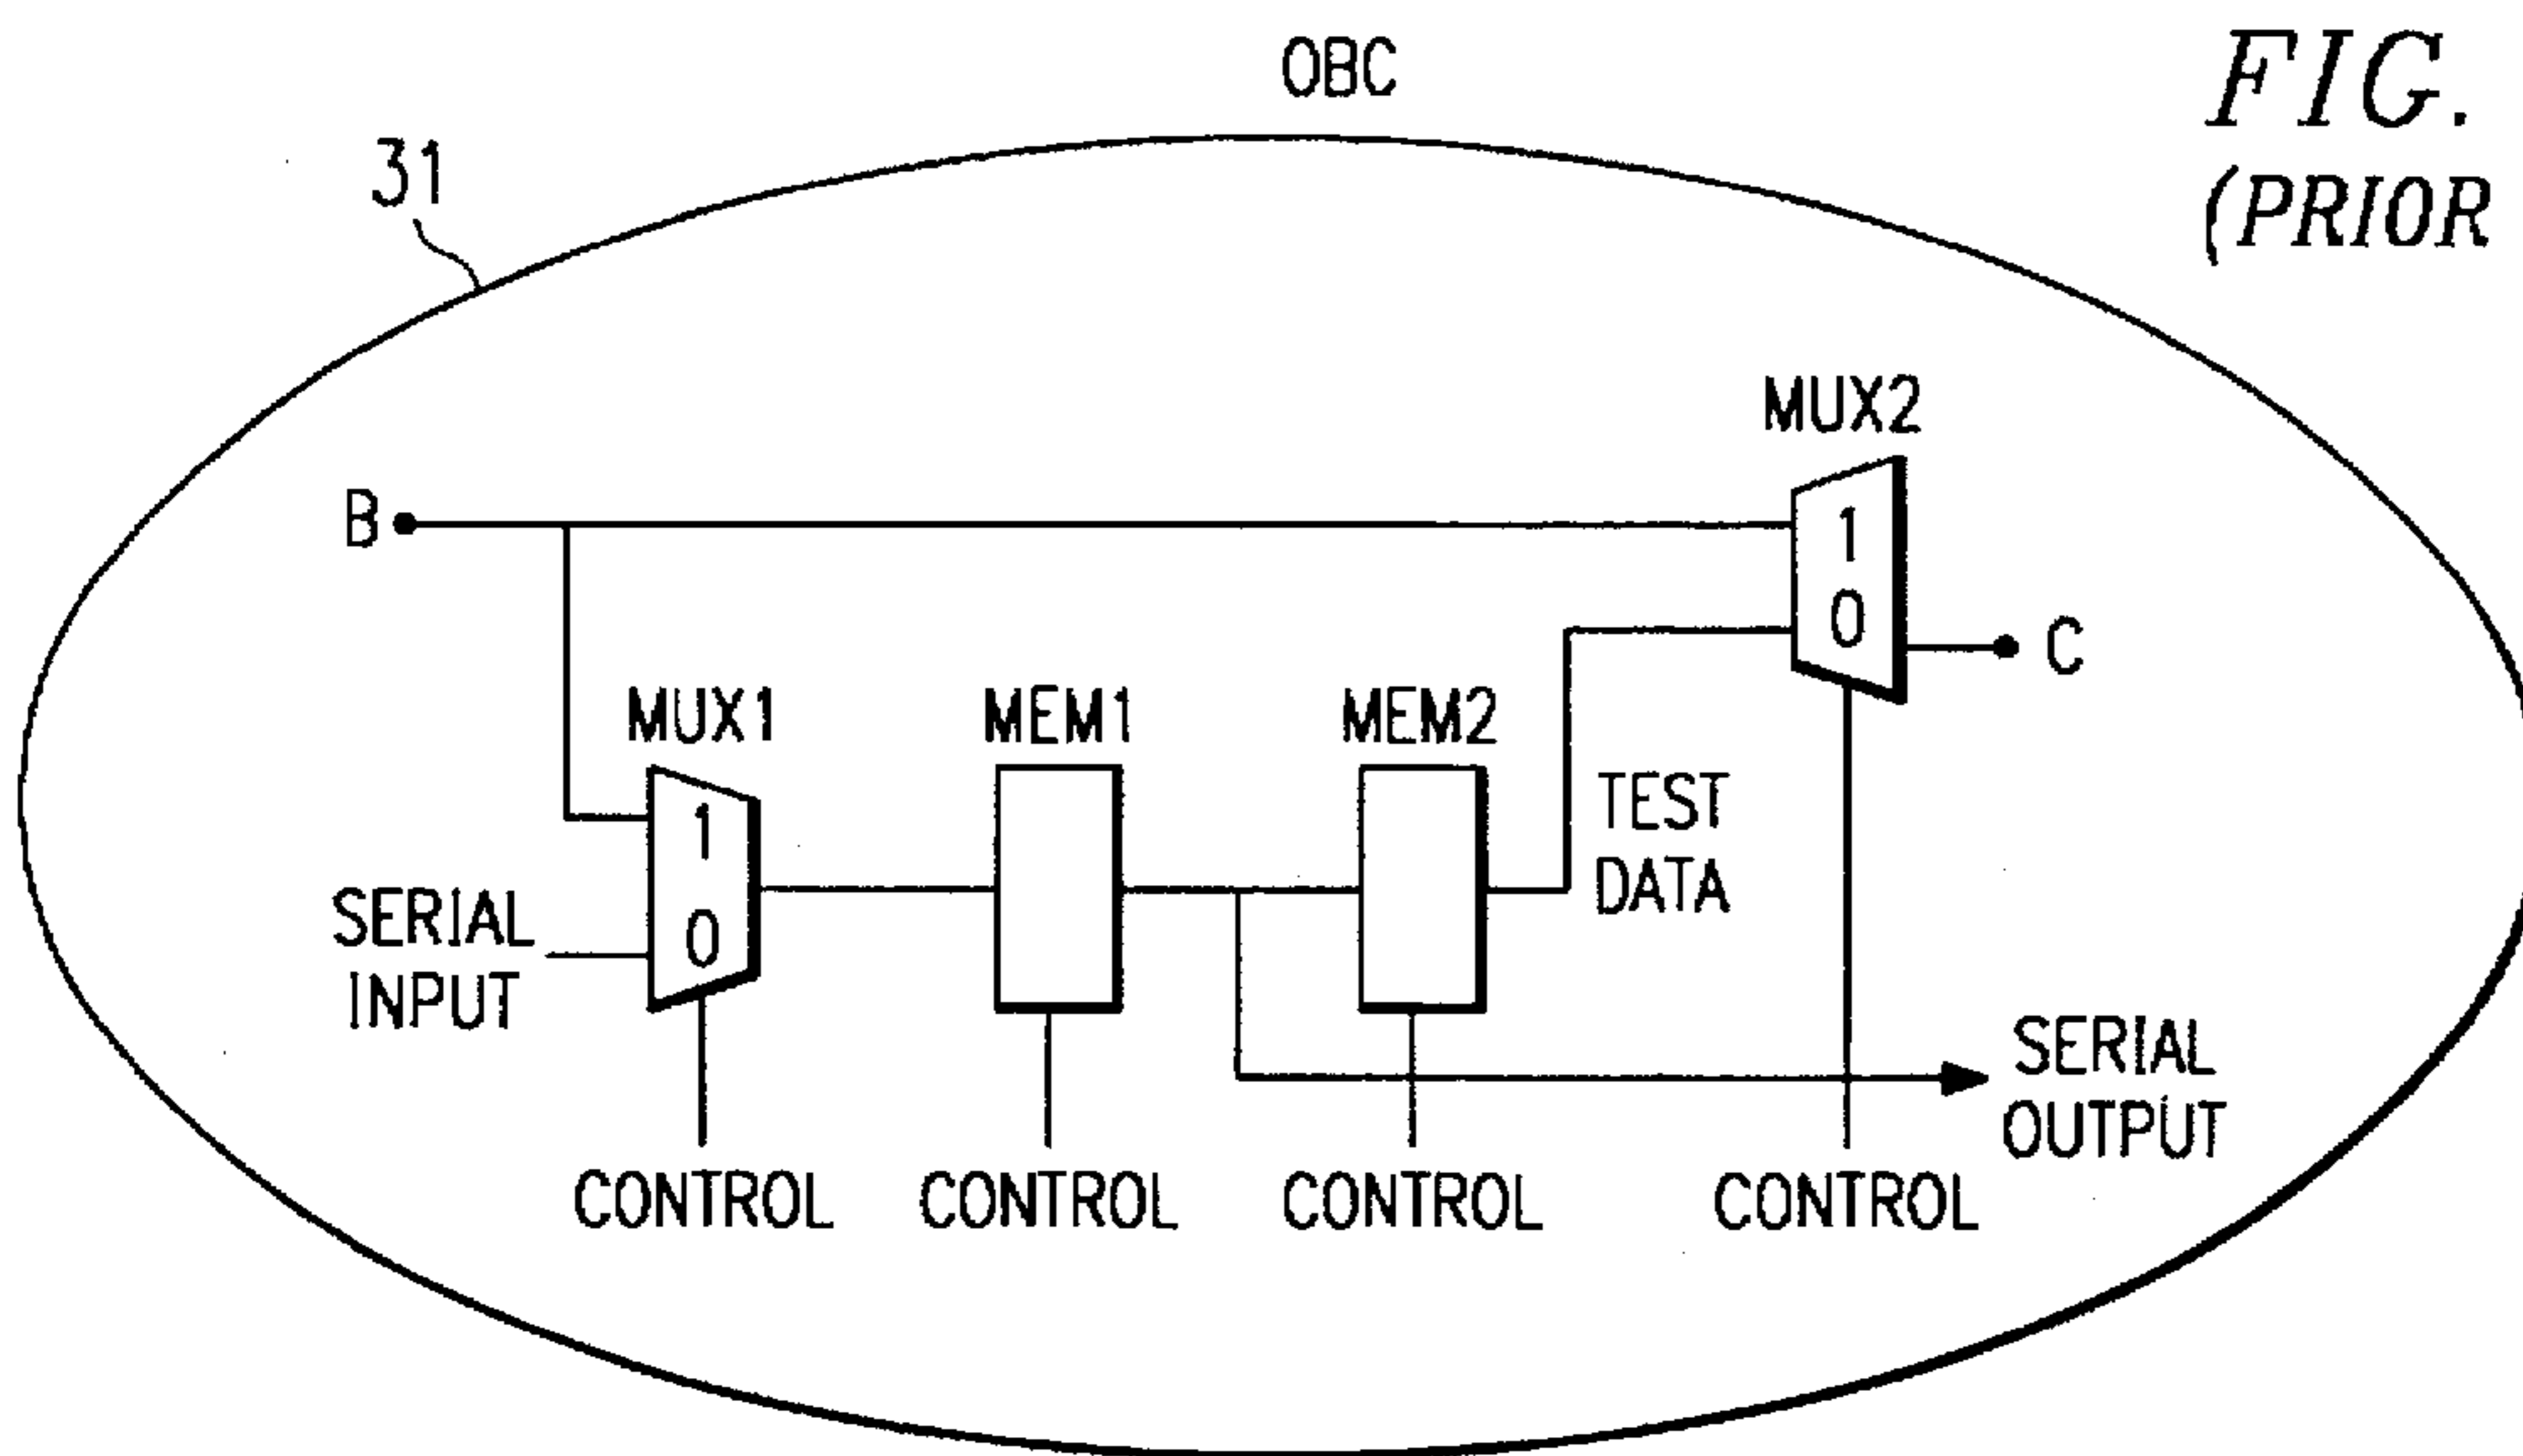 OBC
FIG.
(PRIOR
31
MUX2
B
1
0
C
MUX1
MEM1
MEM2
1
0
TEST
DATA
SERIAL
INPUT
SERIAL
OUTPUT
CONTROL
CONTROL
CONTROL
CONTROL